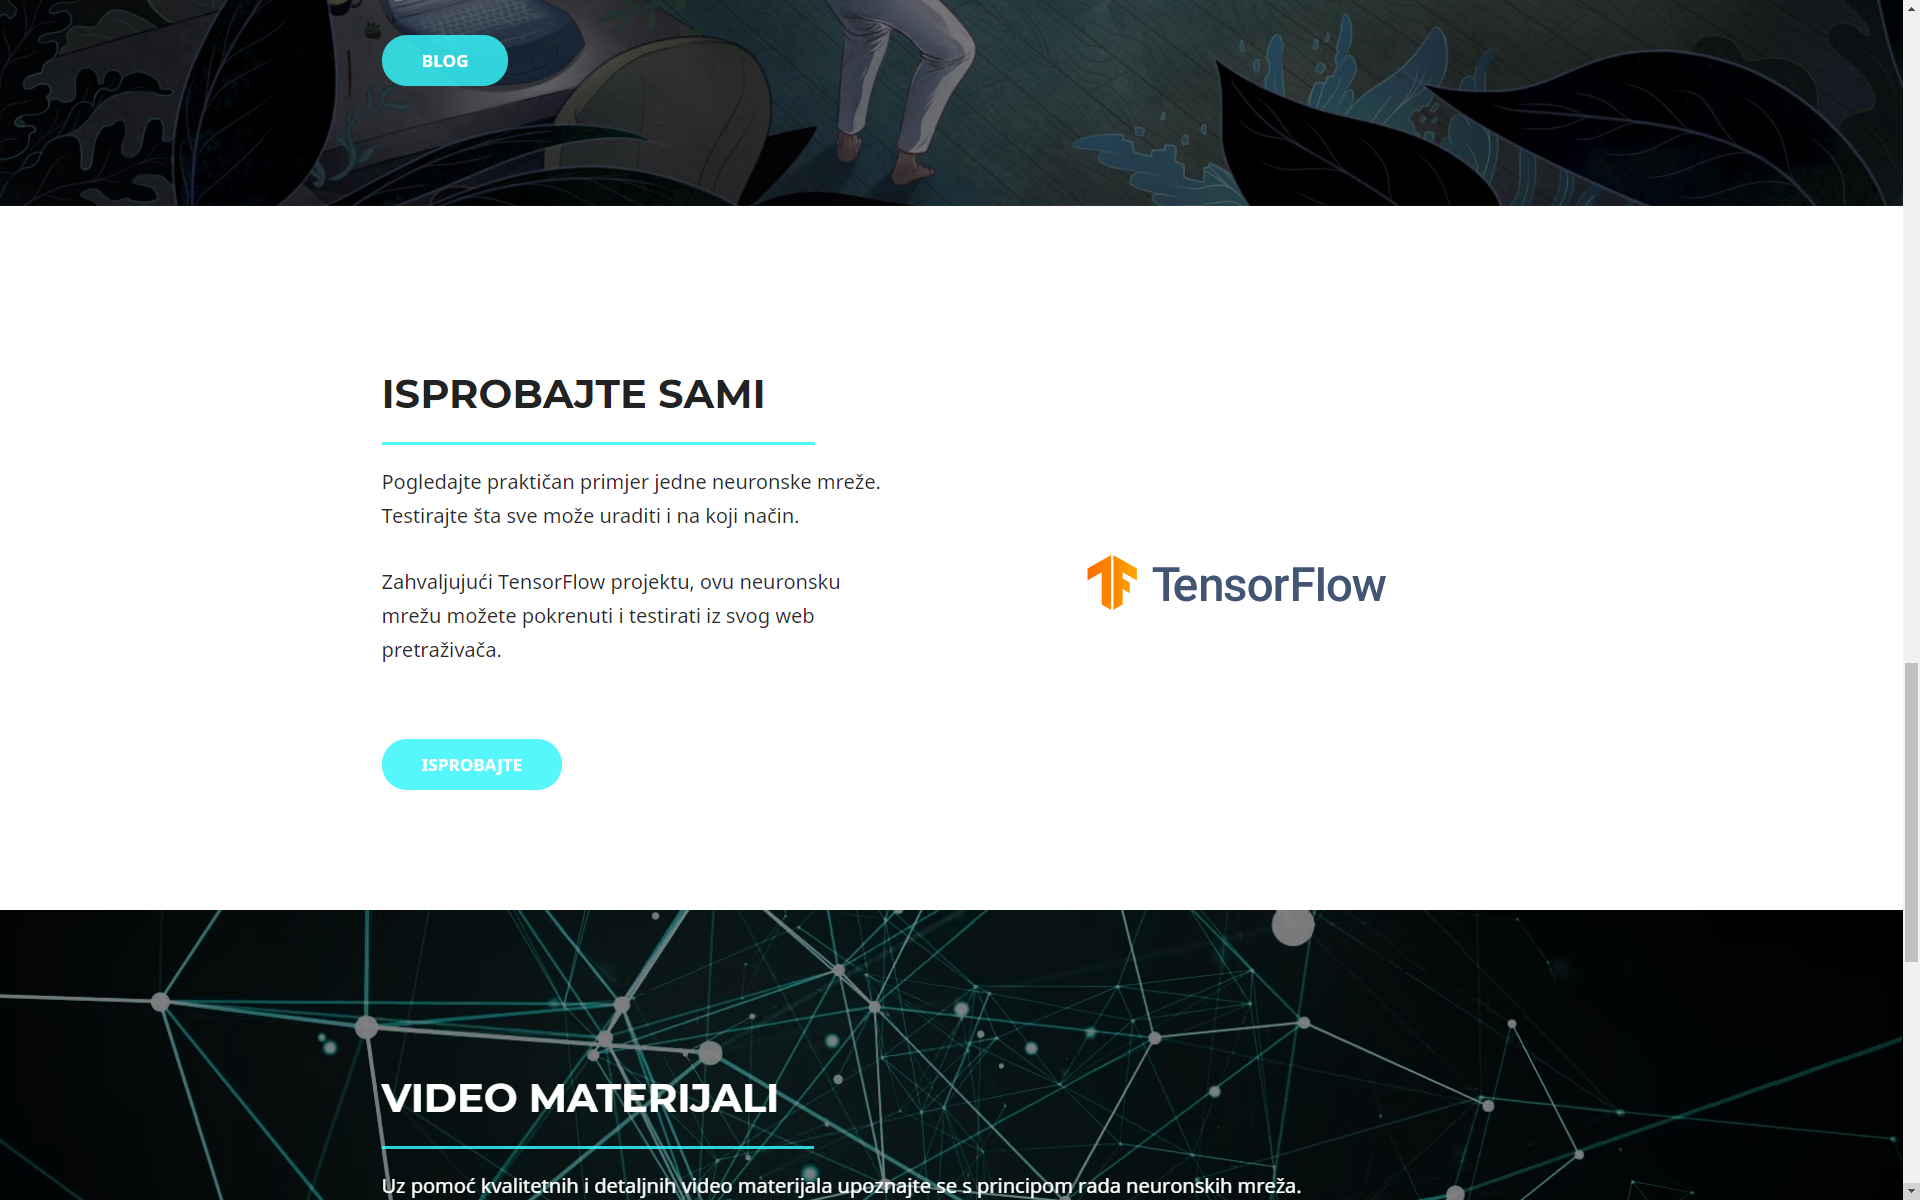 BLOG
ISPROBAJTE SAMI
Pogledajte praktičan primjer jedne neuronske mreže.
Testirajte šta sve može uraditi i na koji način.
Zahvaljujući TensorFlow projektu, ovu neuronsku
mrežu možete pokrenuti i testirati iz svog web
pretraživača.
TensorFlow
ISPROBAJTE
VIDEO MATERIJALI
Uz pomoć kvalitetnih i detaljnih video materijala upoznajte se s principom rada neuronskih mreža.